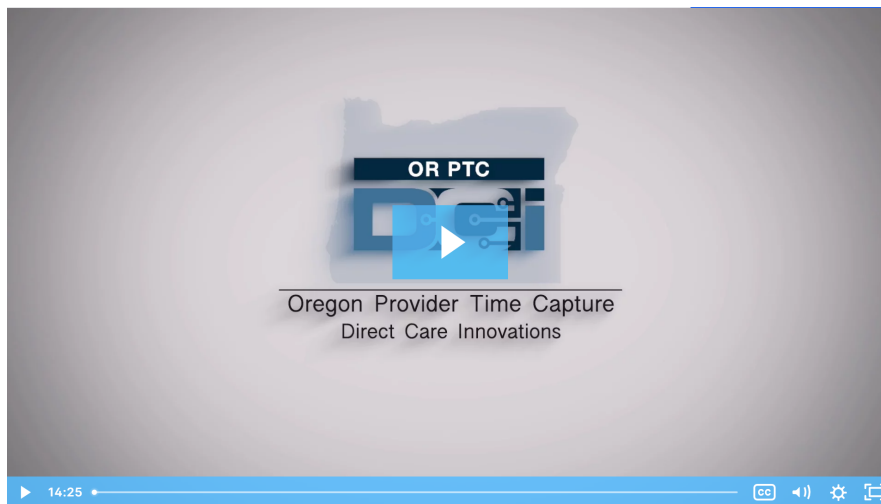 OR PTC
DCi
Oregon Provider Time Capture
Direct Care Innovations
14:25
CC